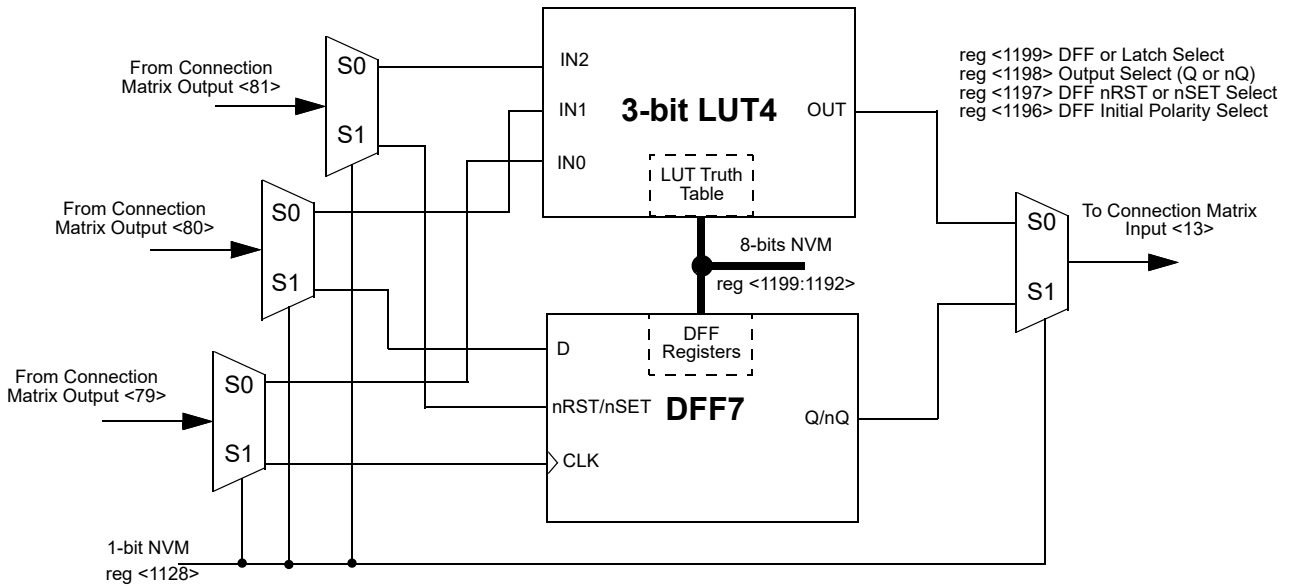 From Connection
Matrix Output <81>
S0
S1
From Connection
Matrix Output <80>
S0
S1
From Connection
Matrix Output <79>
S0
S1
1-bit NVM
reg <1128>
IN2
IN1
IN0
3-bit LUT4
OUT
LUT Truth
Table
8-bits NVM
reg <1199:1192>
DFF
Registers
D
nRST/nSET
CLK
DFF7
Q/nQ
reg <1199> DFF or Latch Select
reg <1198> Output Select (Q or nQ)
reg <1197> DFF nRST or nSET Select
reg <1196> DFF Initial Polarity Select
S0
S1
To Connection Matrix
Input <13>